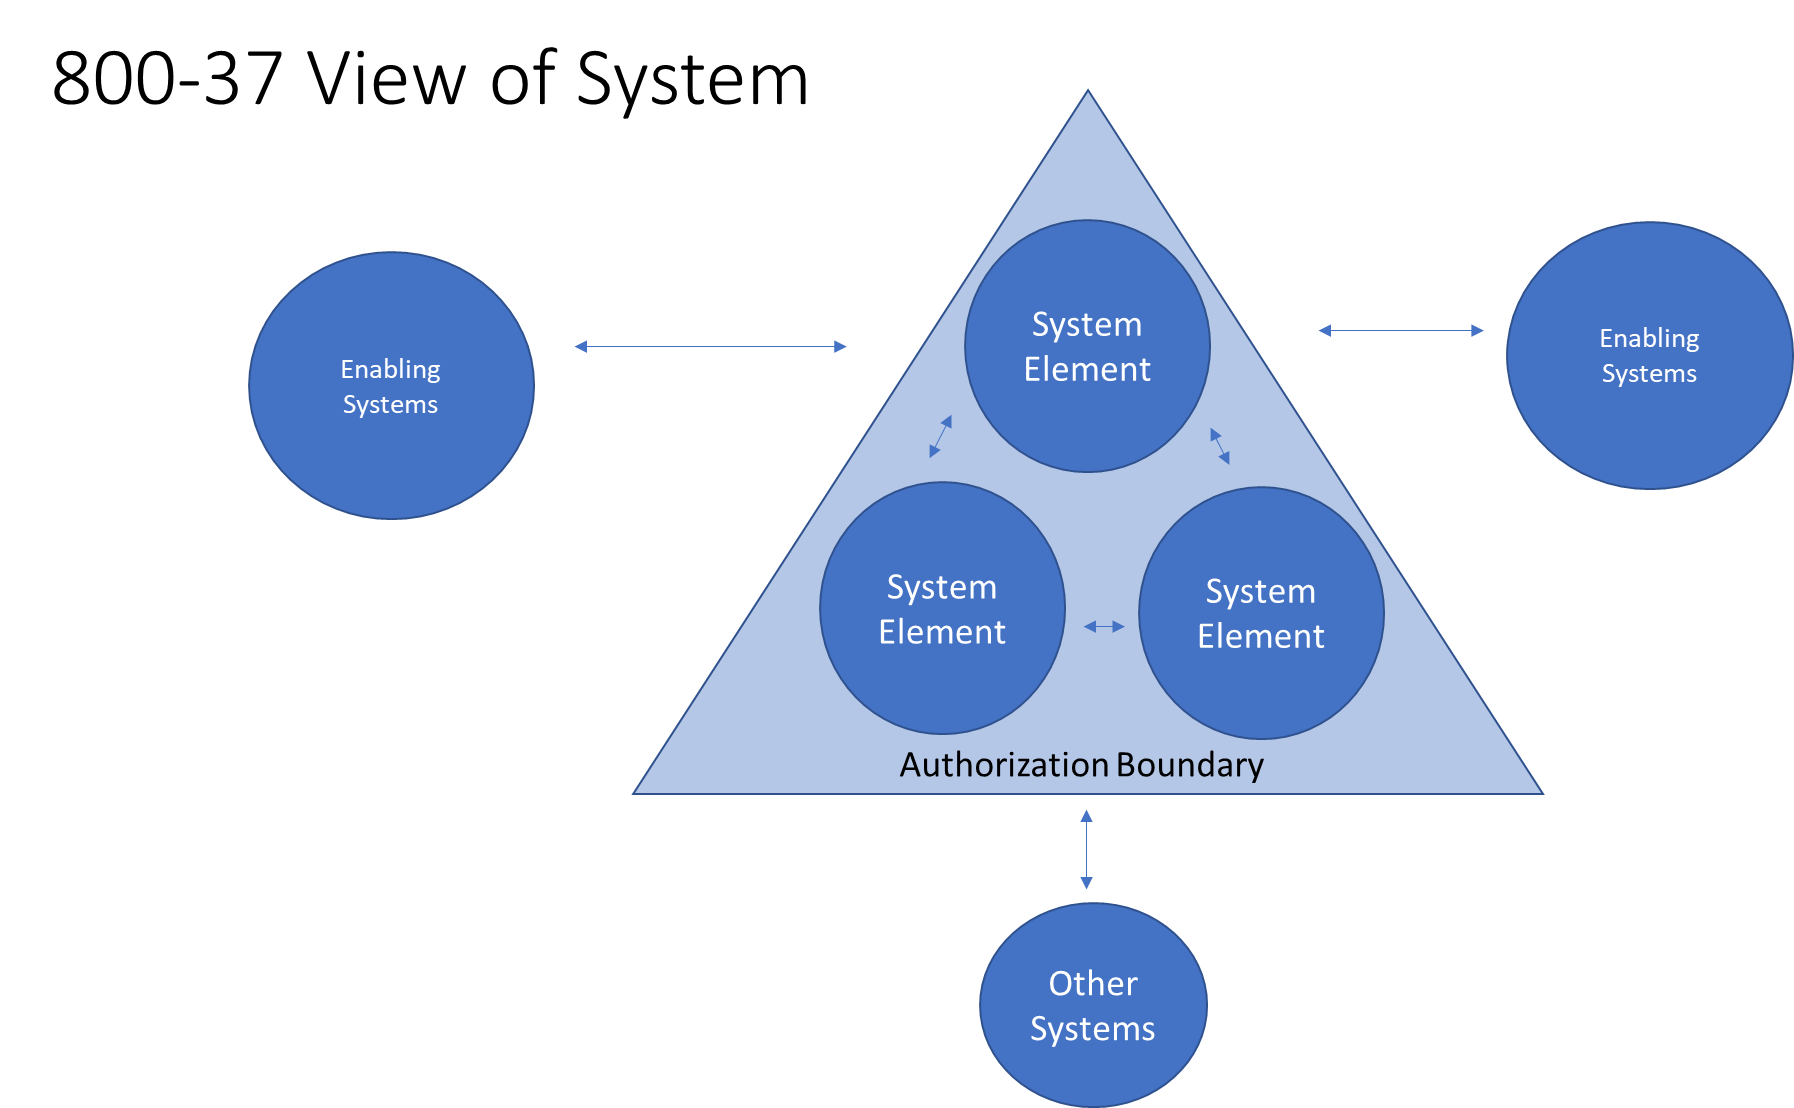 800-37 View of System
Enabling
Systems
System
Element
Enabling
Systems
System
Element
System
Element
Authorization Boundary
Other
Systems